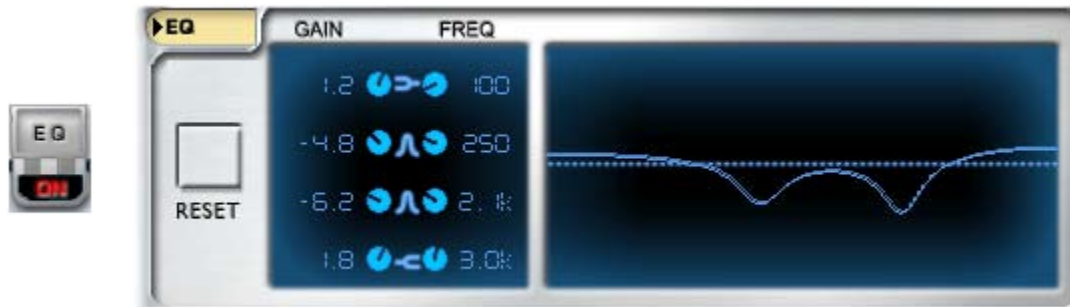 EQ
ON
EQ
RESET
GAIN FREQ
1.2 100
-4.8 250
-6.2 2.1k
1.8 3.0k